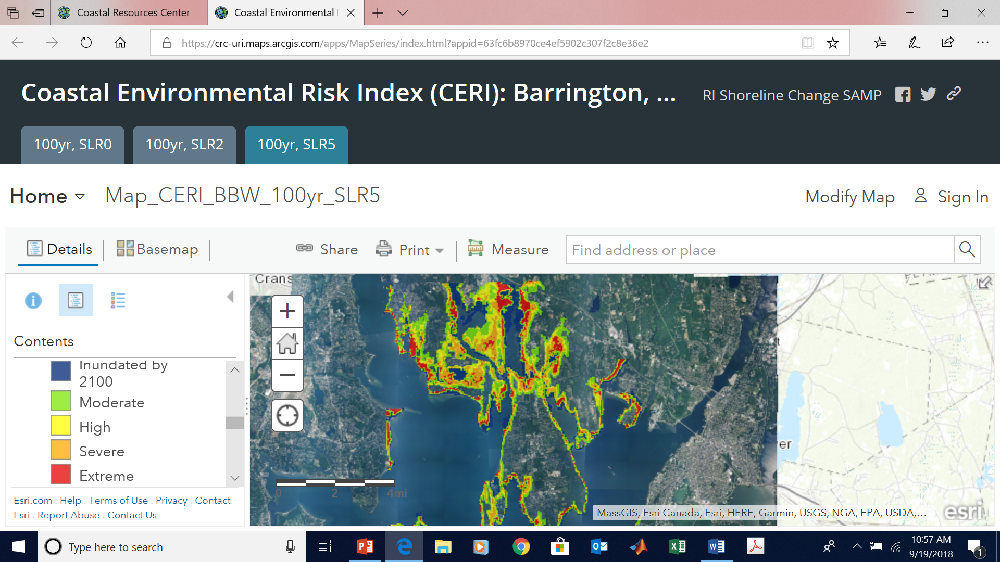 Coastal Resources Center
Coastal Environmental
https://crc-uri.maps.arcgis.com/apps/MapSeries/index.html?appid=63fc6b8970ce4ef5902c307f2c8e36e2
Coastal Environmental Risk Index (CERI): Barrington, ...
RI Shoreline Change SAMP
100yr, SLR0
100yr, SLR2
100yr, SLR5
Home
Map_CERI_BBW_100yr_SLR5
Modify Map
Sign In
Details
Basemap
Share
Print
Measure
Find address or place
Contents
Inundated by
2100
Moderate
High
Severe
Extreme
Esri.com . Help . Terms of Use . Privacy . Contact
Esri . Report Abuse . Contact Us
Crans
er
0 2 4mi
MassGIS, Esri Canada, Esri, HERE, Garmin, USGS, NGA, EPA, USDA,...
esri
Type here to search
10:57 AM
9/19/2018
1